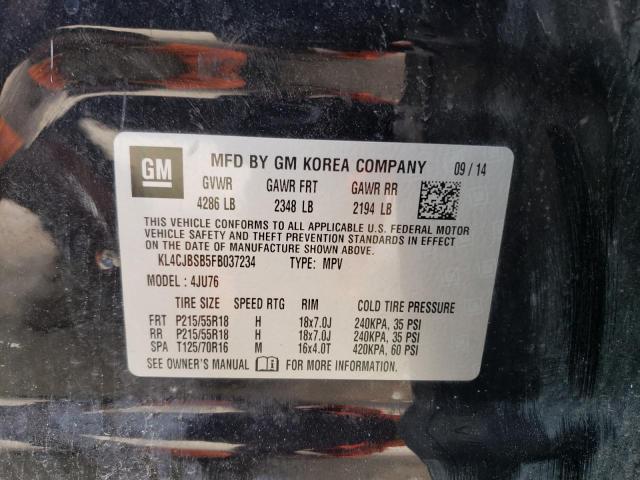 GM MFD BY GM KOREA COMPANY 09/14
GVWR GAWR FRT GAWR RR
4286 LB 2348 LB 2194 LB
THIS VEHICLE CONFORMS TO ALL APPLICABLE U.S. FEDERAL MOTOR
VEHICLE SAFETY AND THEFT PREVENTION STANDARDS IN EFFECT
ON THE DATE OF MANUFACTURE SHOWN ABOVE.
KL4CJBSB5FB037234 TYPE: MPV
MODEL: 4JU76
TIRE SIZE SPEED RTG RIM COLD TIRE PRESSURE
FRT P215/55R18 H 18x7.0J 240KPA, 35 PSI
RR P215/55R18 H 18x7.0J 240KPA, 35 PSI
SPA T125/70R16 M 16x4.0T 420KPA, 60 PSI
SEE OWNER'S MANUAL FOR MORE INFORMATION.